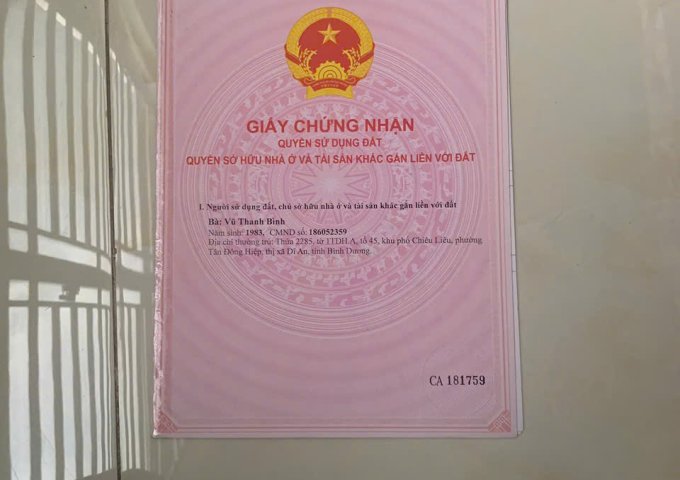 GIẤY CHỨNG NHẬN
QUYỀN SỬ DỤNG ĐẤT
QUYỀN SỞ HỮU NHÀ Ở VÀ TÀI SẢN KHÁC GẮN LIỀN VỚI ĐẤT
I. Người sử dụng đất, chủ sở hữu nhà ở và tài sản khác gắn liền với đất
Bà: Vũ Thanh Bình
Năm sinh: 1983, CMND số: 186052359
Địa chỉ thường trú: Thửa 2285, tờ 1TDH.A, tổ 45, khu phố Chiêu Liêu, phường
Tân Đông Hiệp, thị xã Dĩ An, tỉnh Bình Dương.
CA 181759